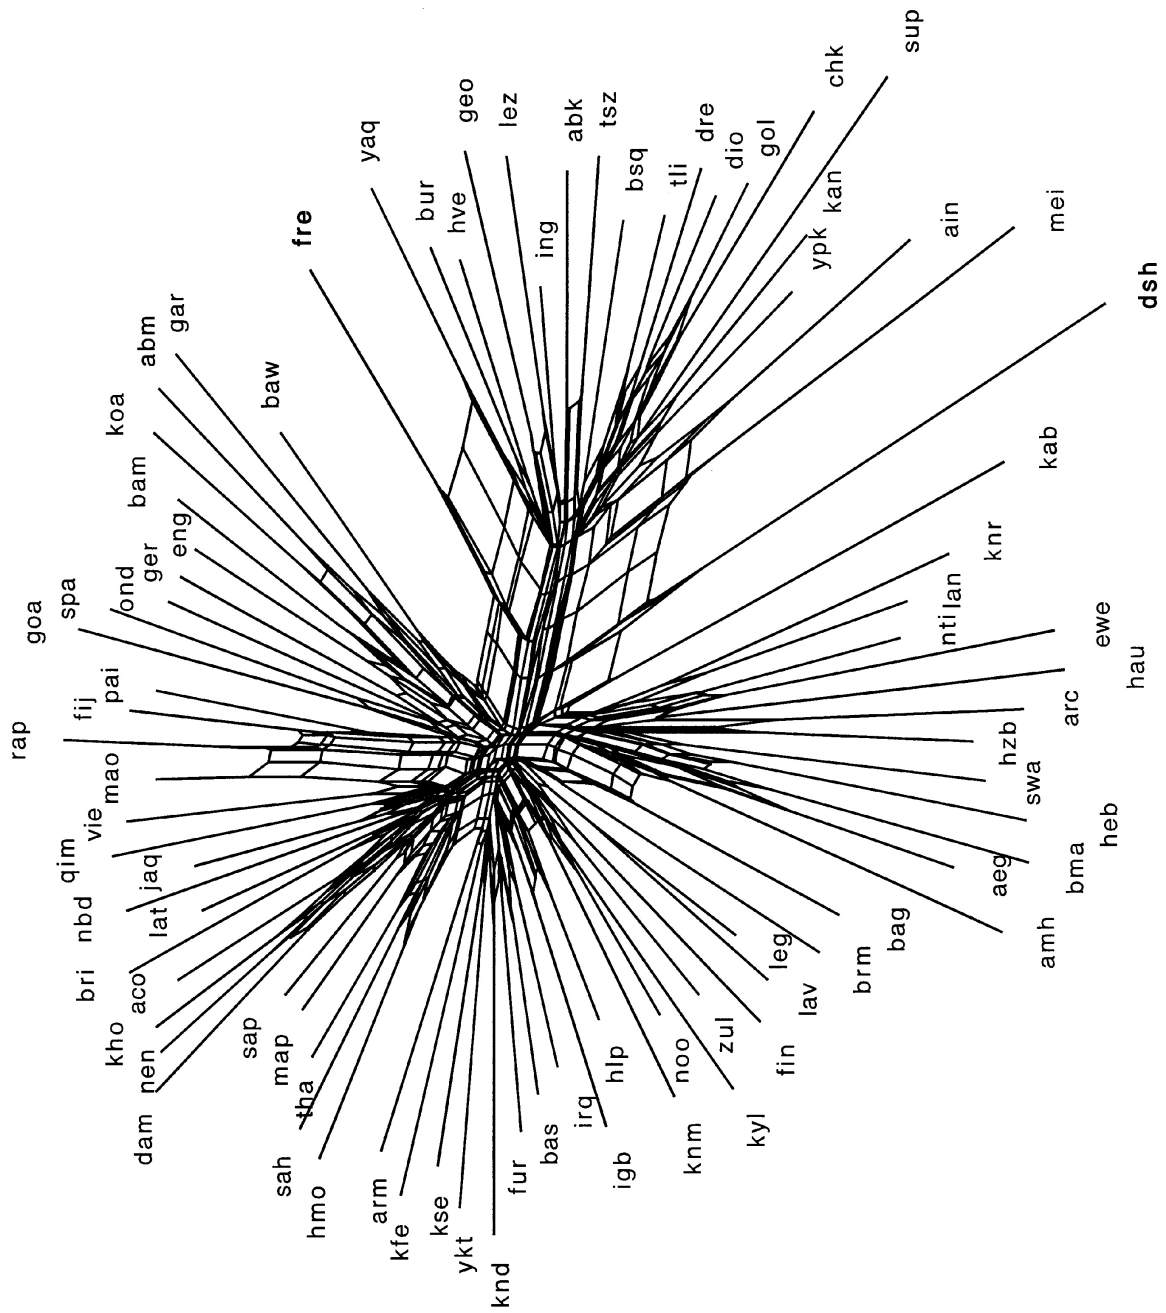 sup
chk
geo
lez
abk
tsz
dre
dio
gol
yaq
bur
hve
ing
bsq
tli
kan
ypk
ain
mei
fre
dsh
gar
abm
baw
koa
bam
eng
ger
ond
spa
goa
pai
fij
rap
mao
vie
qim
jaq
nbd
lat
bri
aco
kho
nen
dam
sap
map
tha
sah
hmo
arm
kfe
kse
ykt
knd
fur
bas
irq
igb
hlp
knm
noo
kyl
zul
fin
lav
leg
brm
bag
amh
aeg
bma
heb
swa
hzb
arc
hau
ewe
nti
lan
knr
kab